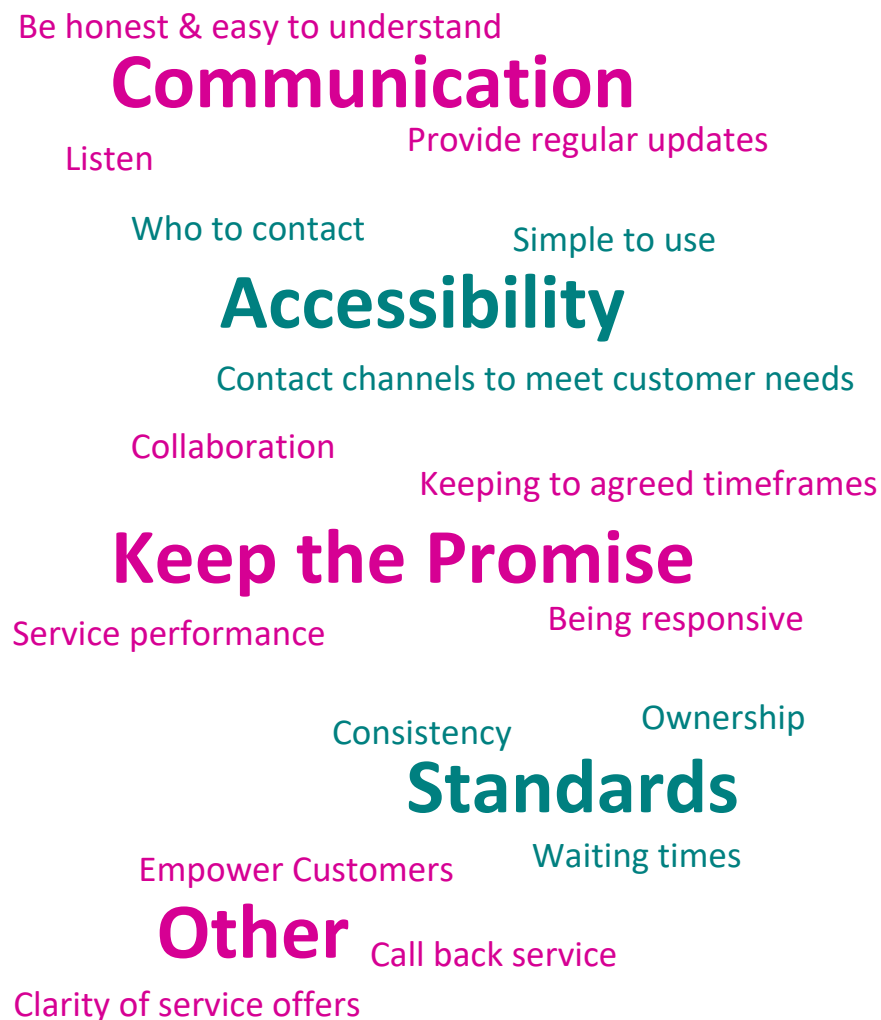 Be honest & easy to understand
Communication
Provide regular updates
Listen
Who to contact
Simple to use
Accessibility
Contact channels to meet customer needs
Collaboration
Keeping to agreed timeframes
Keep the Promise
Being responsive
Service performance
Ownership
Consistency
Standards
Waiting times
Empower Customers
Other
Call back service
Clarity of service offers